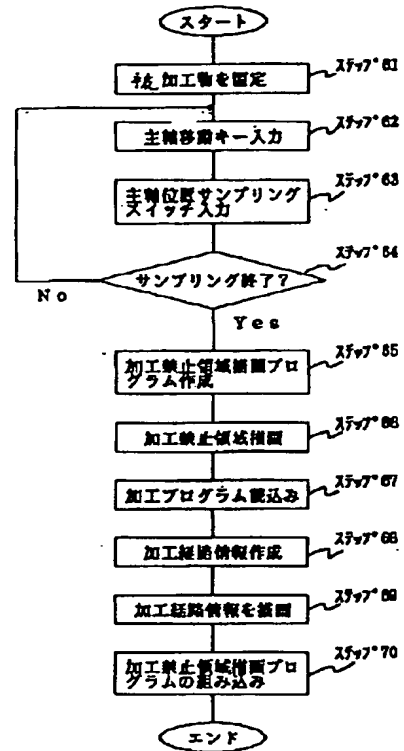 スタート
被加工物を固定
ステップ61
主軸移動キー入力
ステップ62
主軸位置サンプリング
スイッチ入力
ステップ63
サンプリング終了?
ステップ64
No
Yes
加工禁止領域描画プロ
グラム作成
ステップ65
加工禁止領域描画
ステップ66
加工プログラム読込み
ステップ67
加工経路情報作成
ステップ68
加工経路情報を描画
ステップ69
加工禁止領域描画プロ
グラムの組み込み
ステップ70
エンド